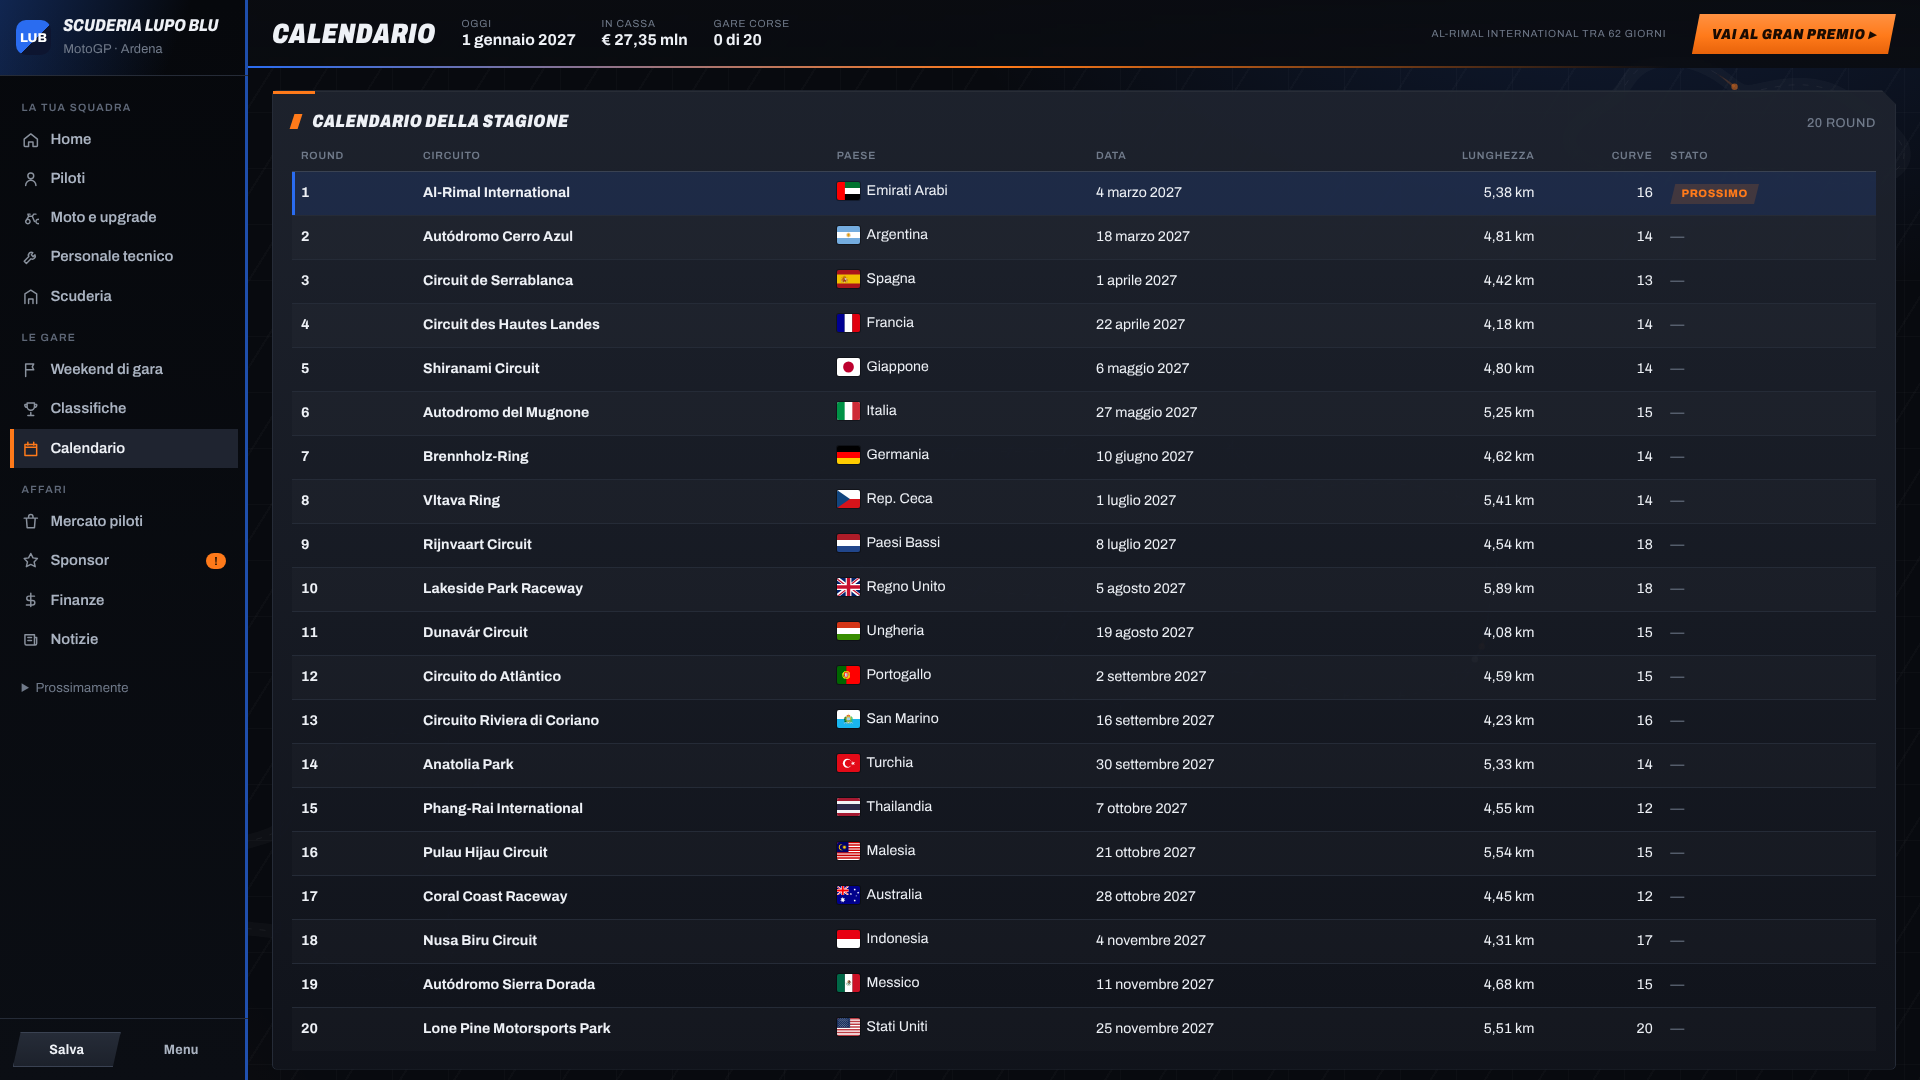 LUB
SCUDERIA LUPO BLU
MotoGP · Ardena
CALENDARIO
OGGI
1 gennaio 2027
IN CASSA
€ 27,35 mln
GARE CORSE
0 di 20
AL-RIMAL INTERNATIONAL TRA 62 GIORNI
VAI AL GRAN PREMIO ▸
LA TUA SQUADRA
Home
Piloti
Moto e upgrade
Personale tecnico
Scuderia
LE GARE
Weekend di gara
Classifiche
Calendario
AFFARI
Mercato piloti
Sponsor !
Finanze
Notizie
▸ Prossimamente
Salva
Menu
CALENDARIO DELLA STAGIONE
20 ROUND
ROUND CIRCUITO PAESE DATA LUNGHEZZA CURVE STATO
1 Al-Rimal International Emirati Arabi 4 marzo 2027 5,38 km 16 PROSSIMO
2 Autódromo Cerro Azul Argentina 18 marzo 2027 4,81 km 14 —
3 Circuit de Serrablanca Spagna 1 aprile 2027 4,42 km 13 —
4 Circuit des Hautes Landes Francia 22 aprile 2027 4,18 km 14 —
5 Shiranami Circuit Giappone 6 maggio 2027 4,80 km 14 —
6 Autodromo del Mugnone Italia 27 maggio 2027 5,25 km 15 —
7 Brennholz-Ring Germania 10 giugno 2027 4,62 km 14 —
8 Vltava Ring Rep. Ceca 1 luglio 2027 5,41 km 14 —
9 Rijnvaart Circuit Paesi Bassi 8 luglio 2027 4,54 km 18 —
10 Lakeside Park Raceway Regno Unito 5 agosto 2027 5,89 km 18 —
11 Dunavár Circuit Ungheria 19 agosto 2027 4,08 km 15 —
12 Circuito do Atlântico Portogallo 2 settembre 2027 4,59 km 15 —
13 Circuito Riviera di Coriano San Marino 16 settembre 2027 4,23 km 16 —
14 Anatolia Park Turchia 30 settembre 2027 5,33 km 14 —
15 Phang-Rai International Thailandia 7 ottobre 2027 4,55 km 12 —
16 Pulau Hijau Circuit Malesia 21 ottobre 2027 5,54 km 15 —
17 Coral Coast Raceway Australia 28 ottobre 2027 4,45 km 12 —
18 Nusa Biru Circuit Indonesia 4 novembre 2027 4,31 km 17 —
19 Autódromo Sierra Dorada Messico 11 novembre 2027 4,68 km 15 —
20 Lone Pine Motorsports Park Stati Uniti 25 novembre 2027 5,51 km 20 —